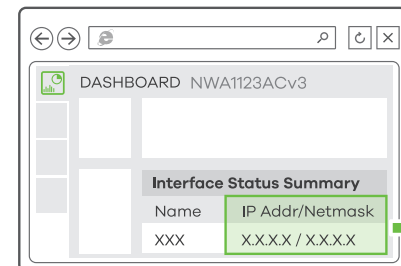 DASHBOARD NWA1123ACv3
Interface Status Summary
Name IP Addr/Netmask
XXX X.X.X.X / X.X.X.X